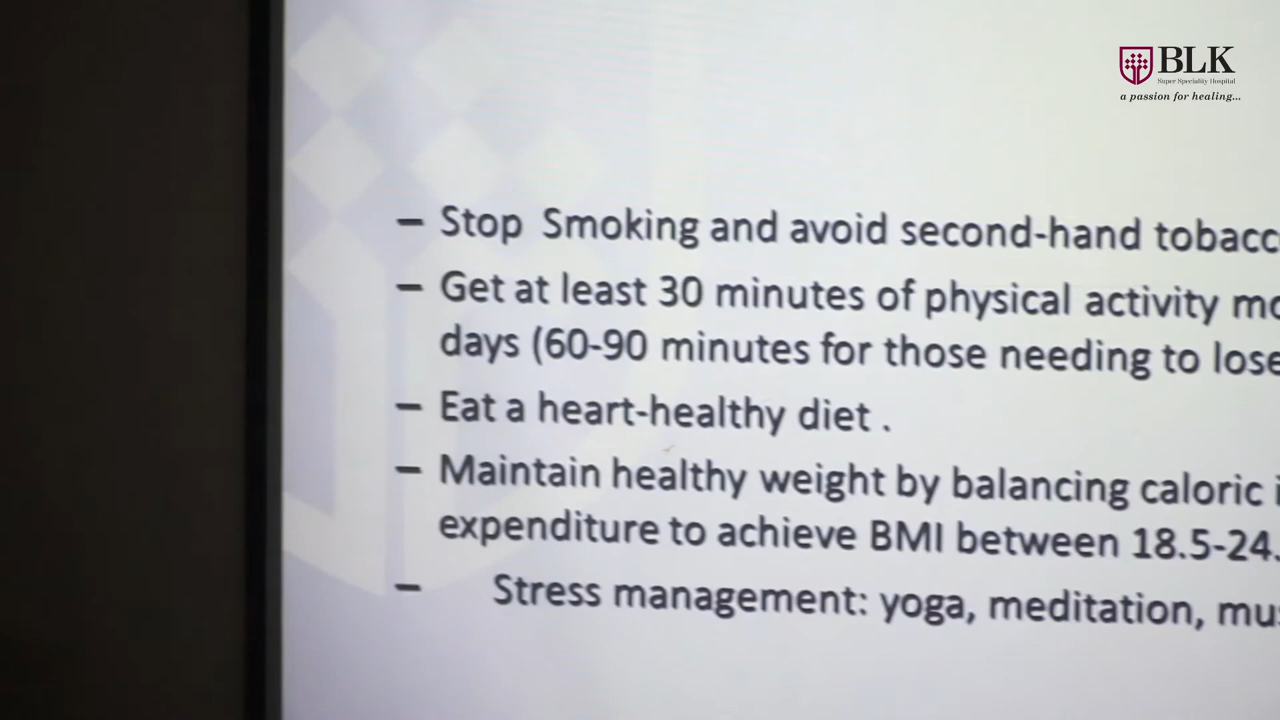 BLK
Super Speciality Hospital
a passion for healing...
– Stop Smoking and avoid second-hand tobacc
– Get at least 30 minutes of physical activity mo
days (60-90 minutes for those needing to lose
– Eat a heart-healthy diet .
– Maintain healthy weight by balancing caloric i
expenditure to achieve BMI between 18.5-24.
– Stress management: yoga, meditation, mus